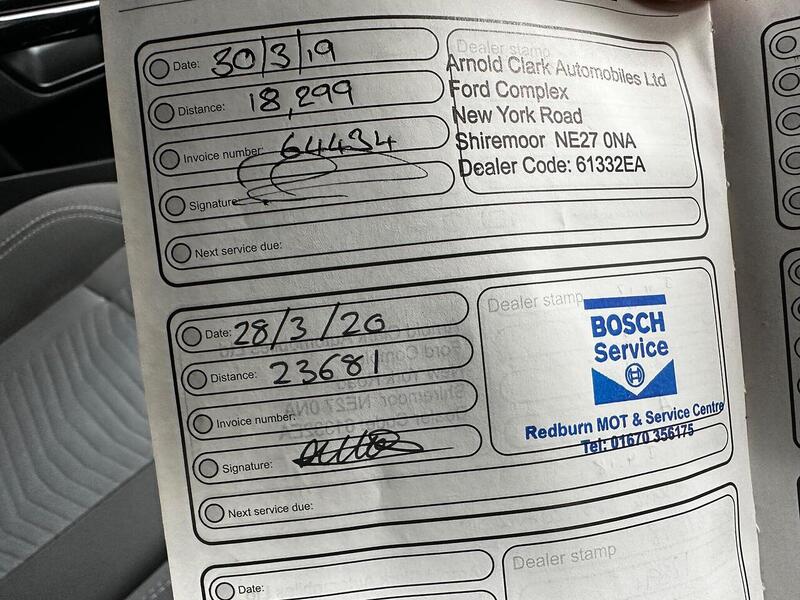 Date: 30/3/19
Distance: 18,299
Invoice number: 64434
Signature
Next service due:
Dealer stamp
Arnold Clark Automobiles Ltd
Ford Complex
New York Road
Shiremoor NE27 0NA
Dealer Code: 61332EA
Date: 28/3/20
Distance: 23681
Invoice number:
Signature:
Next service due:
Dealer stamp
BOSCH
Service
Redburn MOT & Service Centre
Tel: 01670 356175
Date:
Dealer stamp